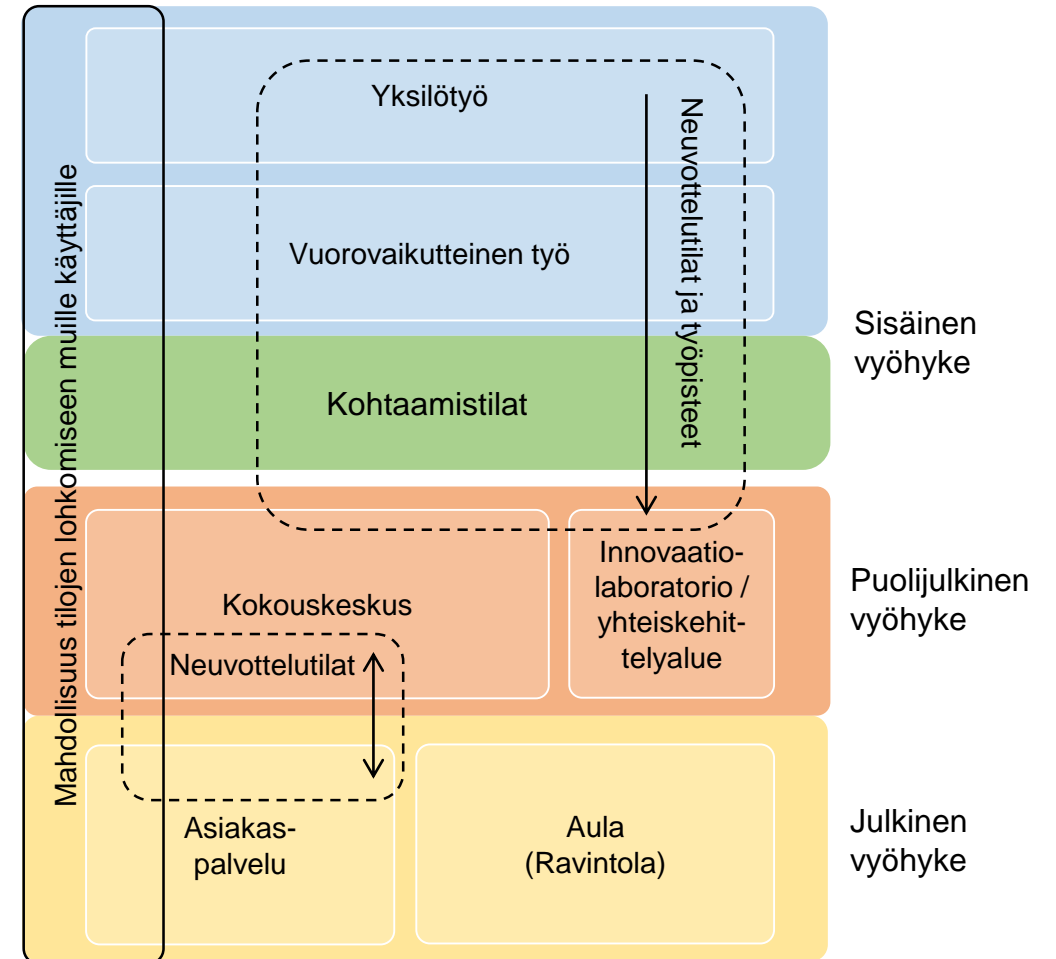 Mahdollisuus tilojen lohkomiseen muille käyttäjille
Yksilötyö
Neuvottelutilat ja työpisteet
Vuorovaikutteinen työ
Sisäinen
vyöhyke
Kohtaamistilat
Innovaatio-
laboratorio /
yhteiskehit-
telyalue
Puolijulkinen
vyöhyke
Kokouskeskus
Neuvottelutilat
Asiakas-
palvelu
Aula
(Ravintola)
Julkinen
vyöhyke